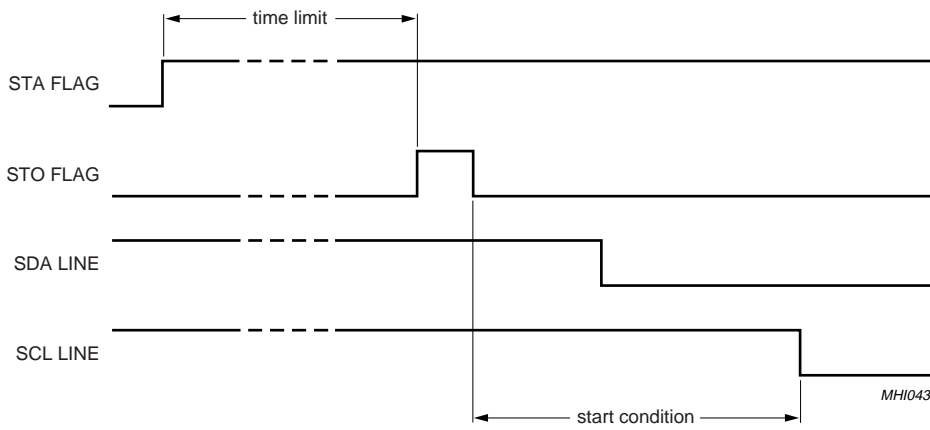 time limit
STA FLAG
STO FLAG
SDA LINE
SCL LINE
MHI043
start condition